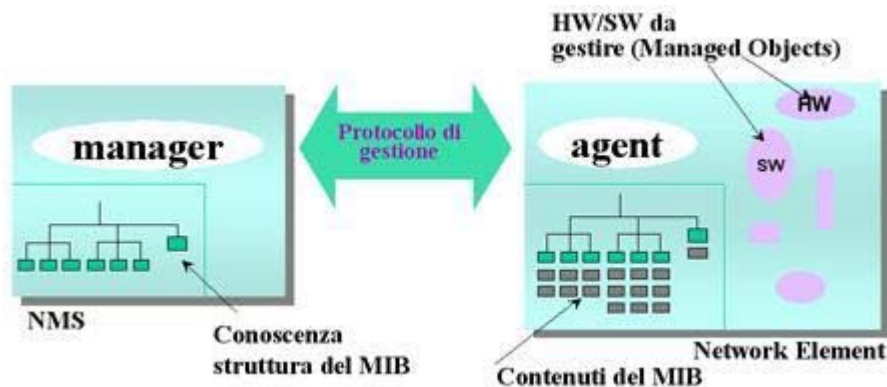 HW/SW da
gestire (Managed Objects)
manager
Protocollo di
gestione
agent
HW
SW
NMS
Conoscenza
struttura del MIB
Contenuti del MIB
Network Element